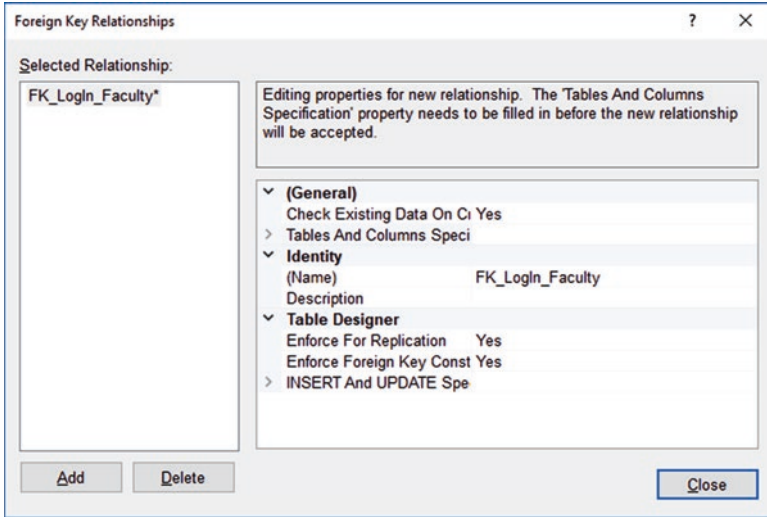 Foreign Key Relationships
? X
Selected Relationship:
FK_LogIn_Faculty*
Editing properties for new relationship. The 'Tables And Columns
Specification' property needs to be filled in before the new relationship
will be accepted.
(General)
Check Existing Data On Cr Yes
Tables And Columns Speci
Identity
(Name) FK_LogIn_Faculty
Description
Table Designer
Enforce For Replication Yes
Enforce Foreign Key Const Yes
INSERT And UPDATE Spe
Add Delete
Close